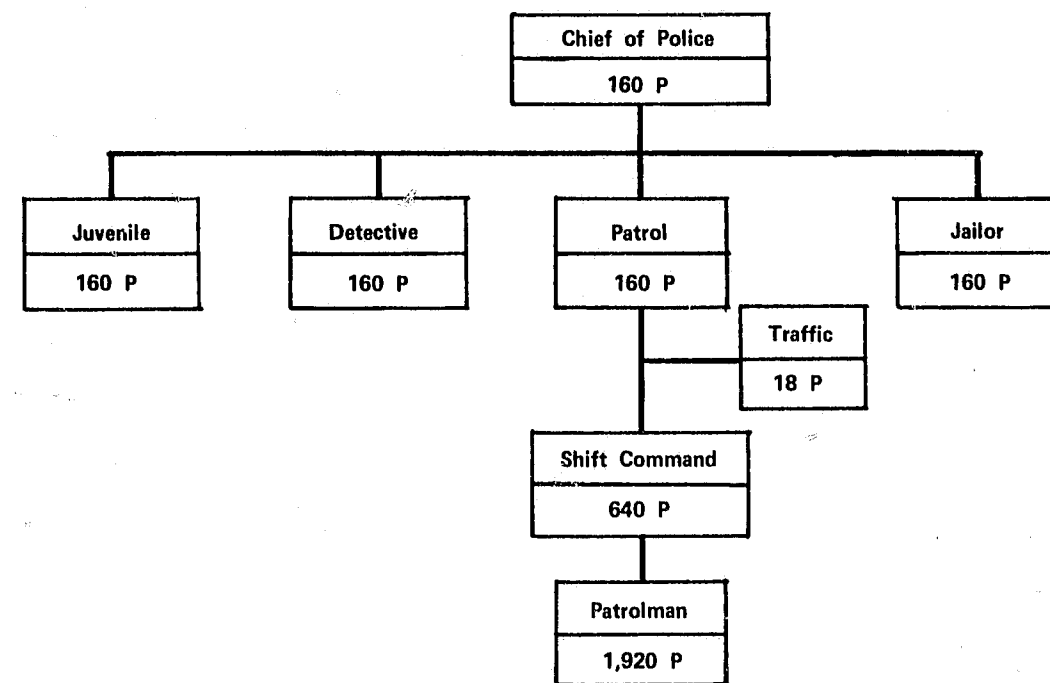 Chief of Police
160 P
Juvenile
160 P
Detective
160 P
Patrol
160 P
Jailor
160 P
Traffic
18 P
Shift Command
640 P
Patrolman
1,920 P